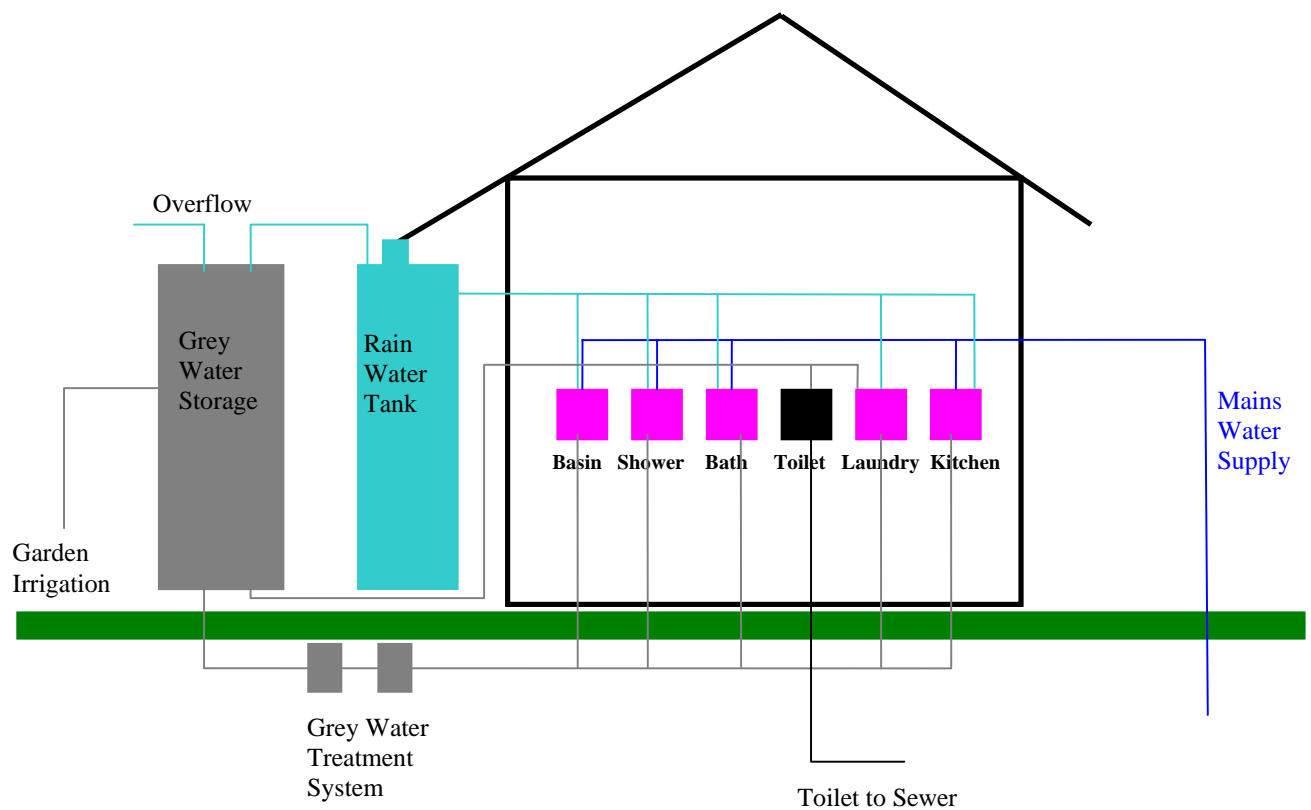 Overflow
Grey
Water
Storage
Rain
Water
Tank
Mains
Water
Supply
Basin Shower Bath Toilet Laundry Kitchen
Garden
Irrigation
Grey Water
Treatment
System
Toilet to Sewer